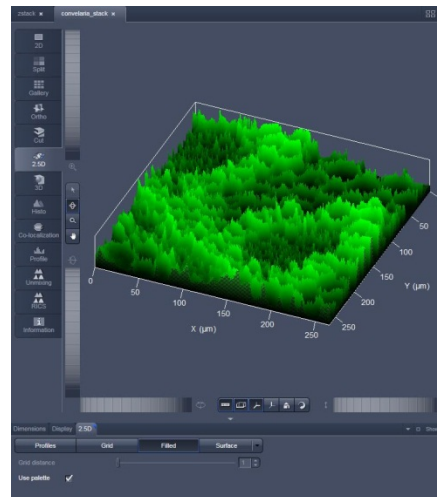 zstack × convelaria_stack ×
2D
Split
Gallery
Ortho
Cut
2.5D
3D
Histo
Co-localization
Profile
Unmixing
RICS
Information
0
50
100
150
200
250
X (µm)
50
100
150
200
250
Y (µm)
Dimensions Display 2.5D
Profiles Grid Filled Surface
Grid distance 1
Use palette